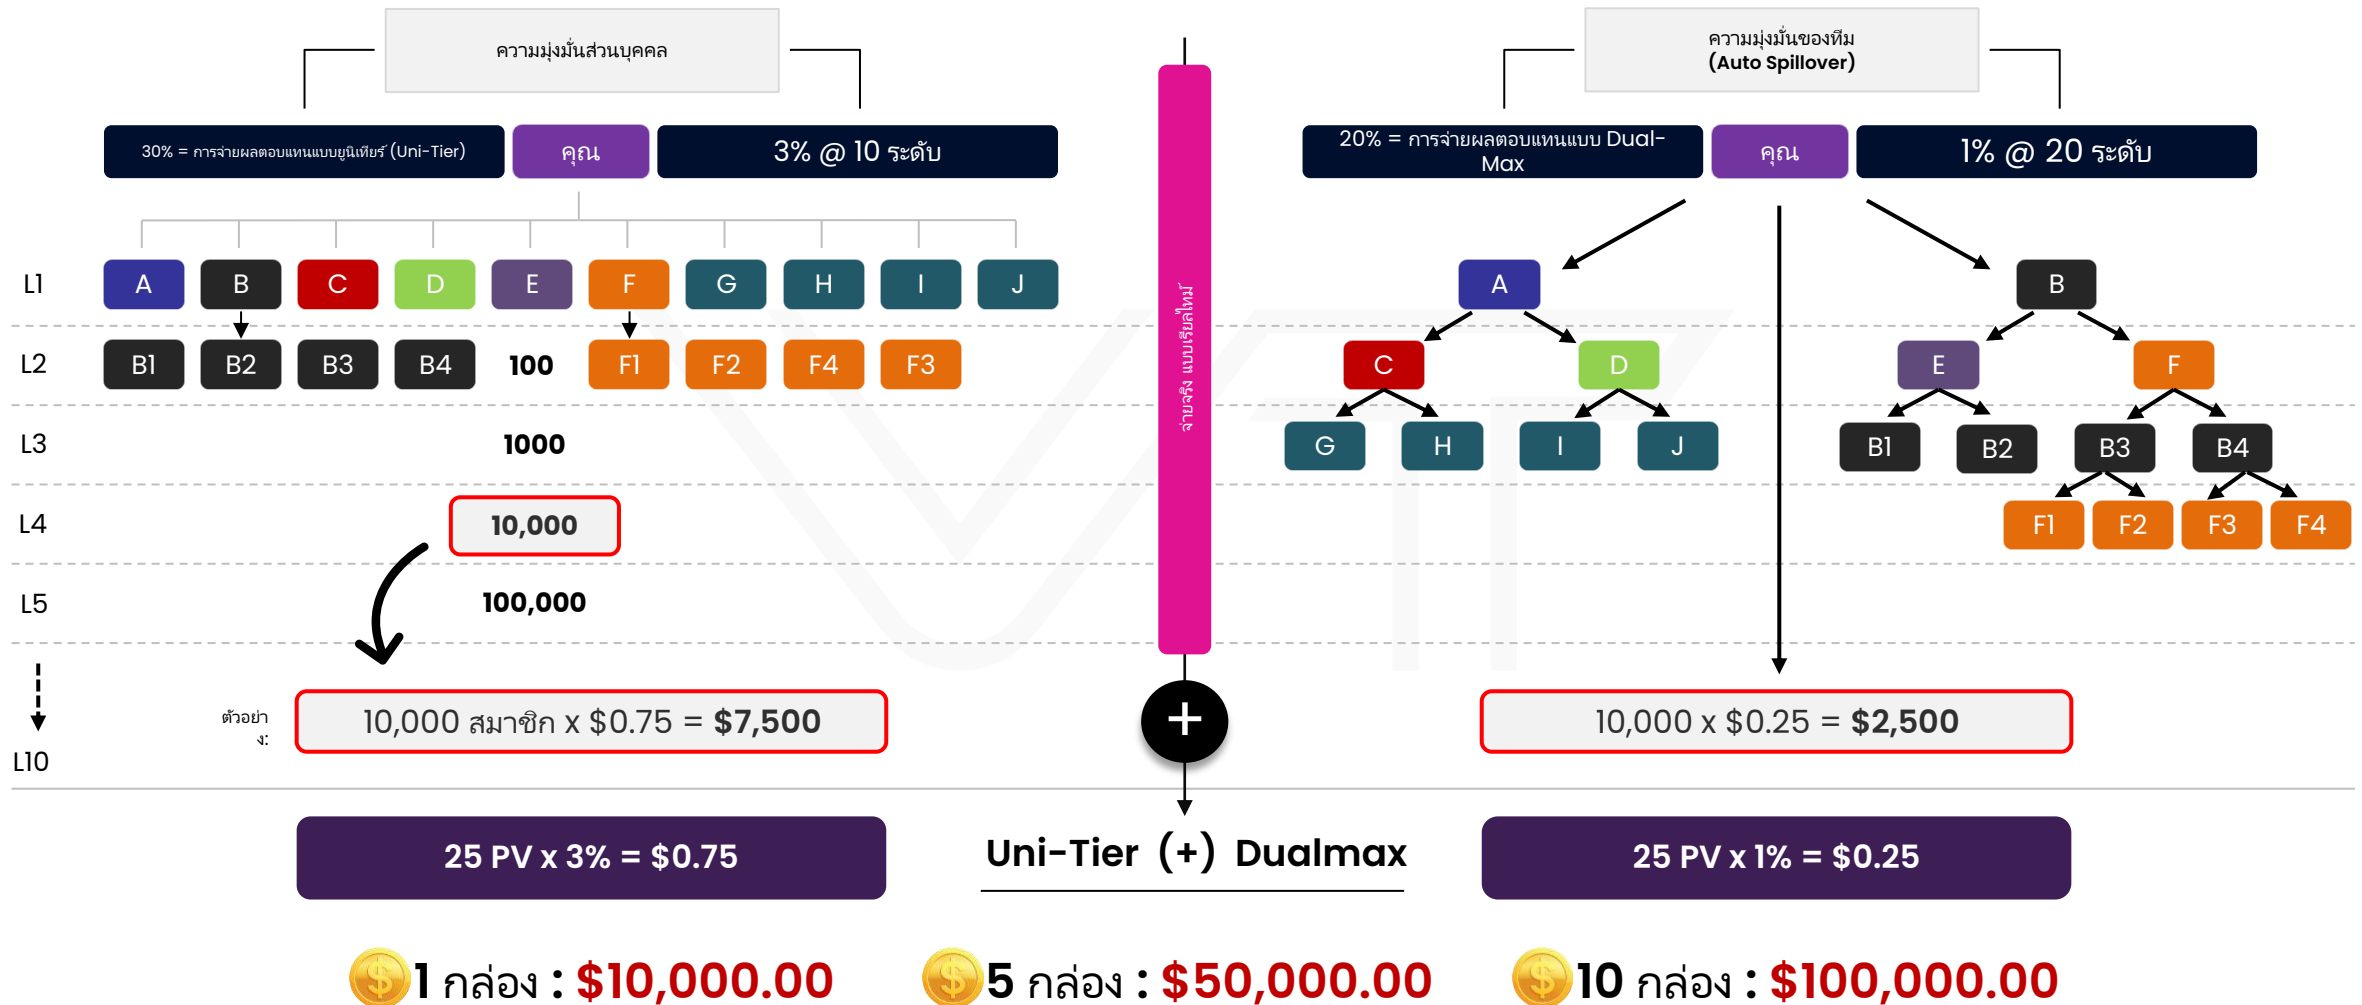 ความมุ่งมั่นส่วนบุคคล
30% = การจ่ายผลตอบแทนแบบยูนิเทียร์ (Uni-Tier)
คุณ
3% @ 10 ระดับ
L1
A B C D E F G H I J
L2
B1 B2 B3 B4 100 F1 F2 F4 F3
L3
1000
L4
10,000
L5
100,000
L10
ตัวอย่า
ง:
10,000 สมาชิก x $0.75 = $7,500
25 PV x 3% = $0.75
จ่ายจริง แบบเรียลไทม์
+
Uni-Tier (+) Dualmax
ความมุ่งมั่นของทีม
(Auto Spillover)
20% = การจ่ายผลตอบแทนแบบ Dual-
Max
คุณ
1% @ 20 ระดับ
A B
C D E F
G H I J B1 B2 B3 B4
F1 F2 F3 F4
10,000 x $0.25 = $2,500
25 PV x 1% = $0.25
1 กล่อง : $10,000.00
5 กล่อง : $50,000.00
10 กล่อง : $100,000.00